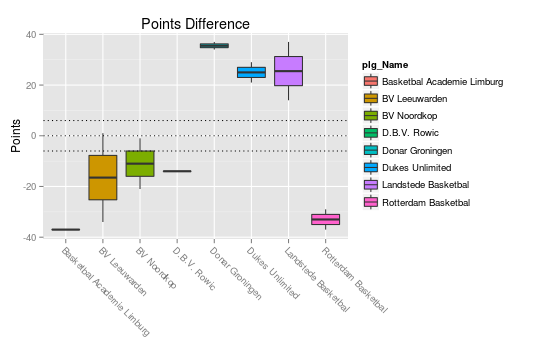 Points Difference
Points
40
20
0
-20
-40
Basketbal Academie Limburg
BV Leeuwarden
BV Noordkop
D.B.V. Rowic
Donar Groningen
Dukes Unlimited
Landstede Basketbal
Rotterdam Basketbal
plg_Name
Basketbal Academie Limburg
BV Leeuwarden
BV Noordkop
D.B.V. Rowic
Donar Groningen
Dukes Unlimited
Landstede Basketbal
Rotterdam Basketbal